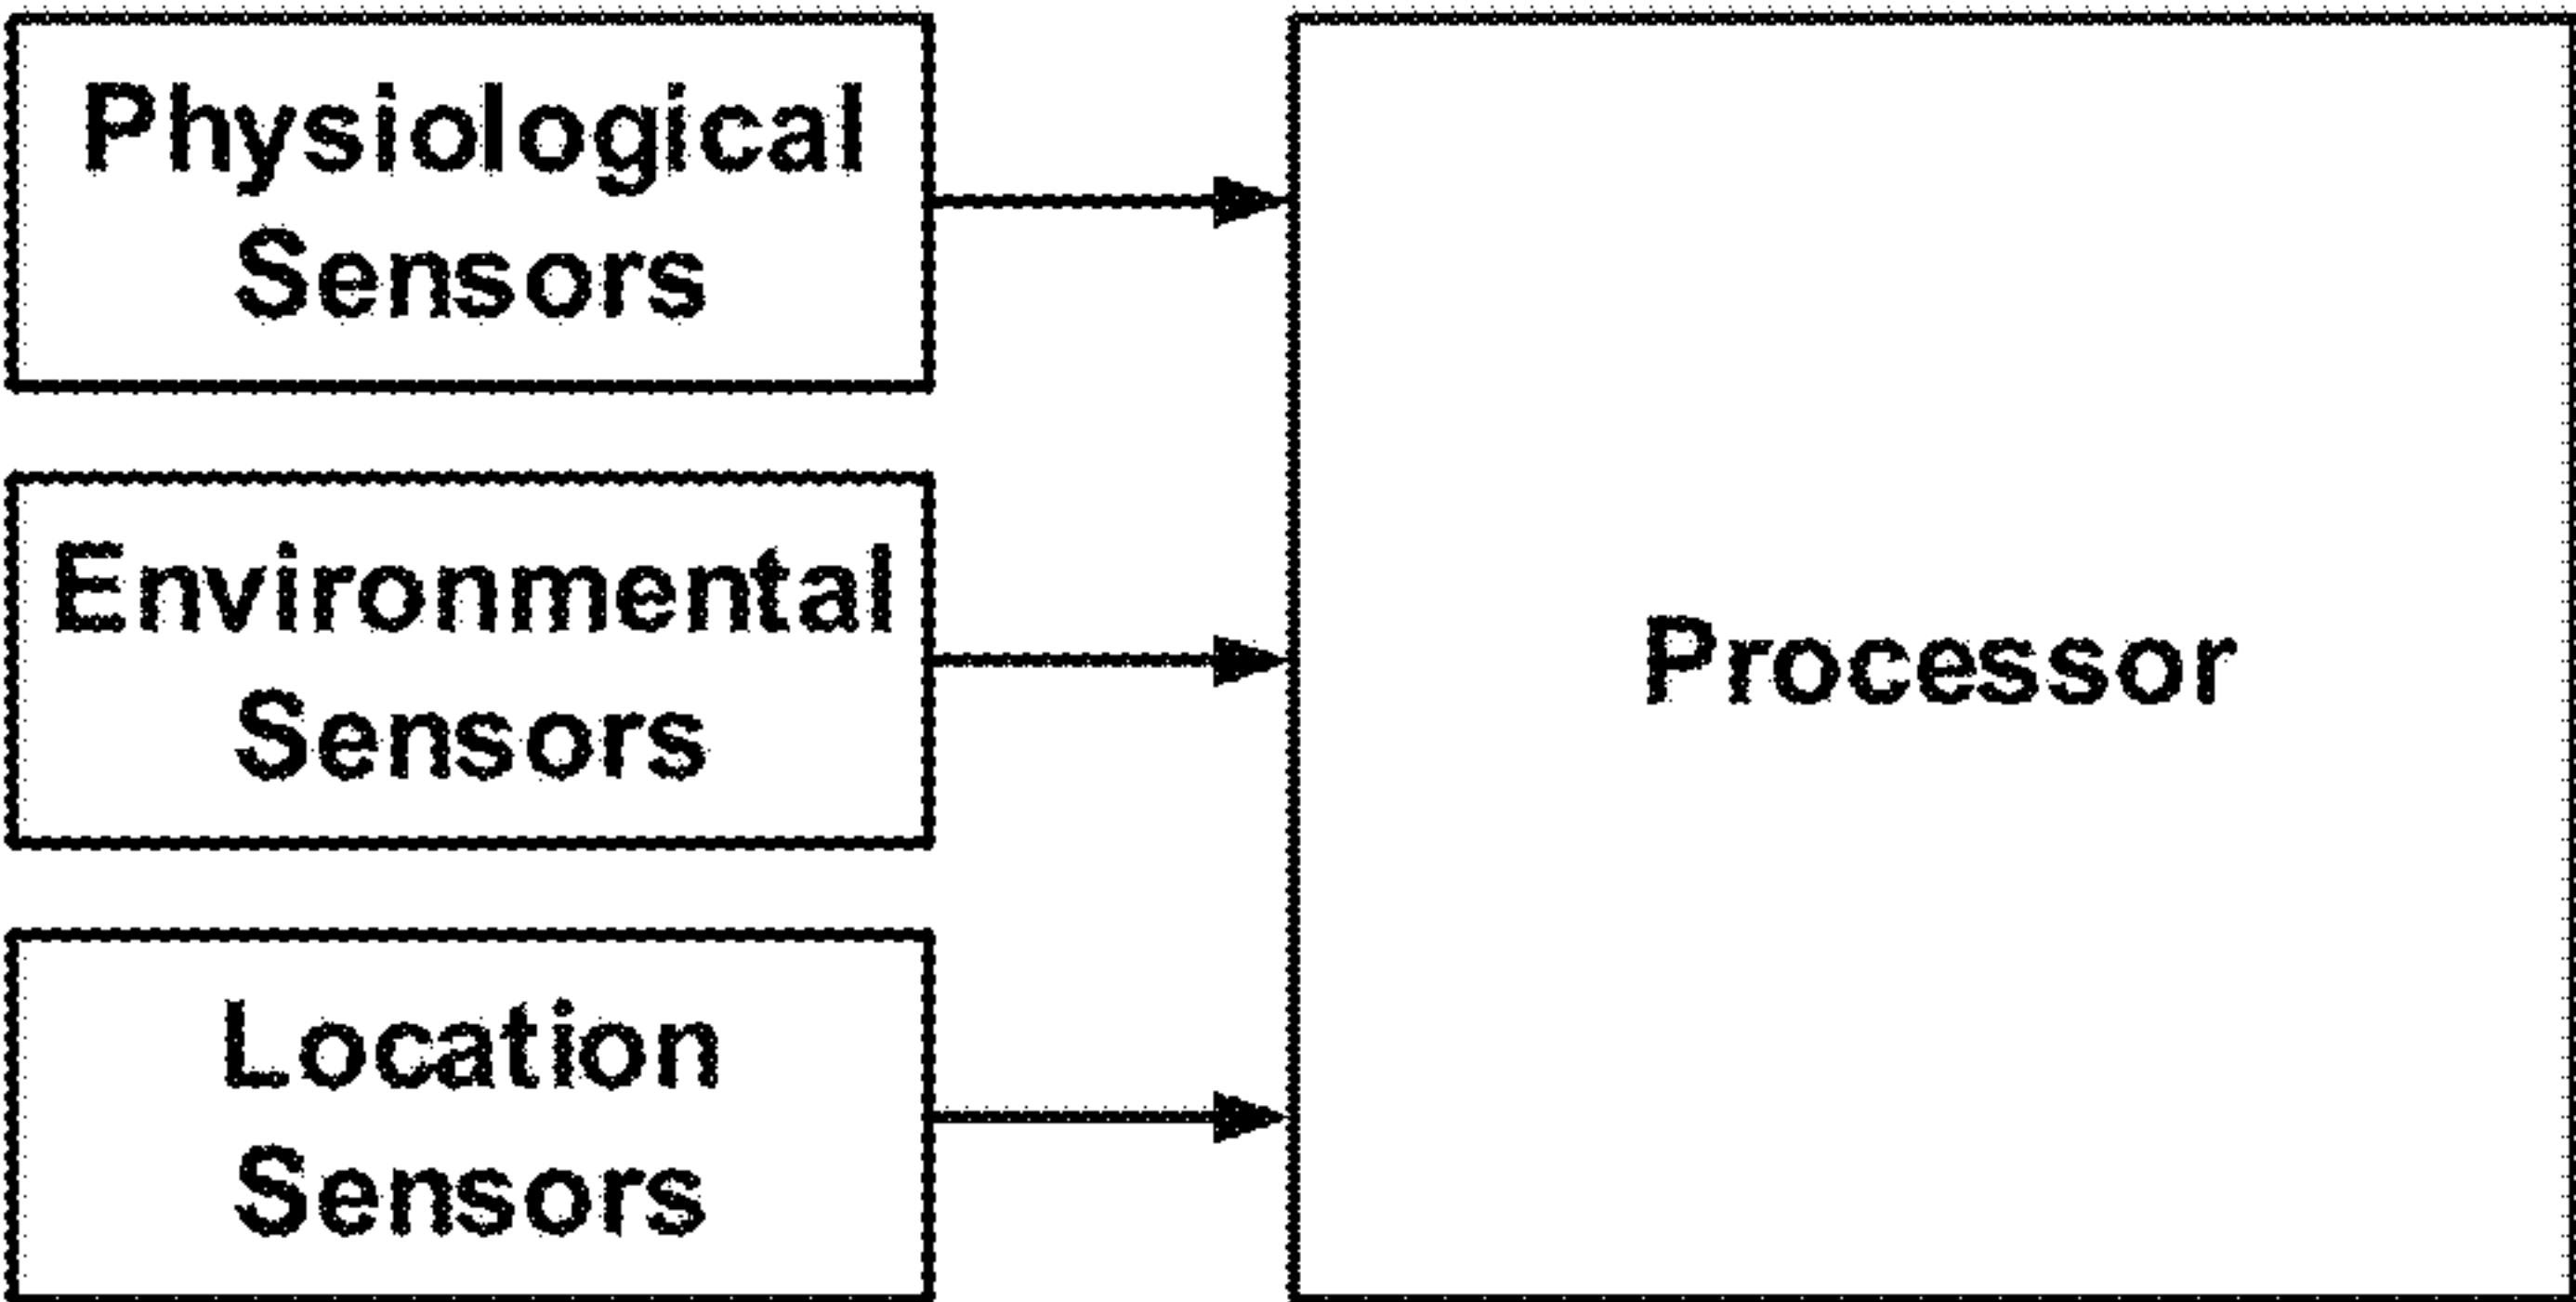 Physiological
Sensors
Environmental
Sensors
Location
Sensors
Processor